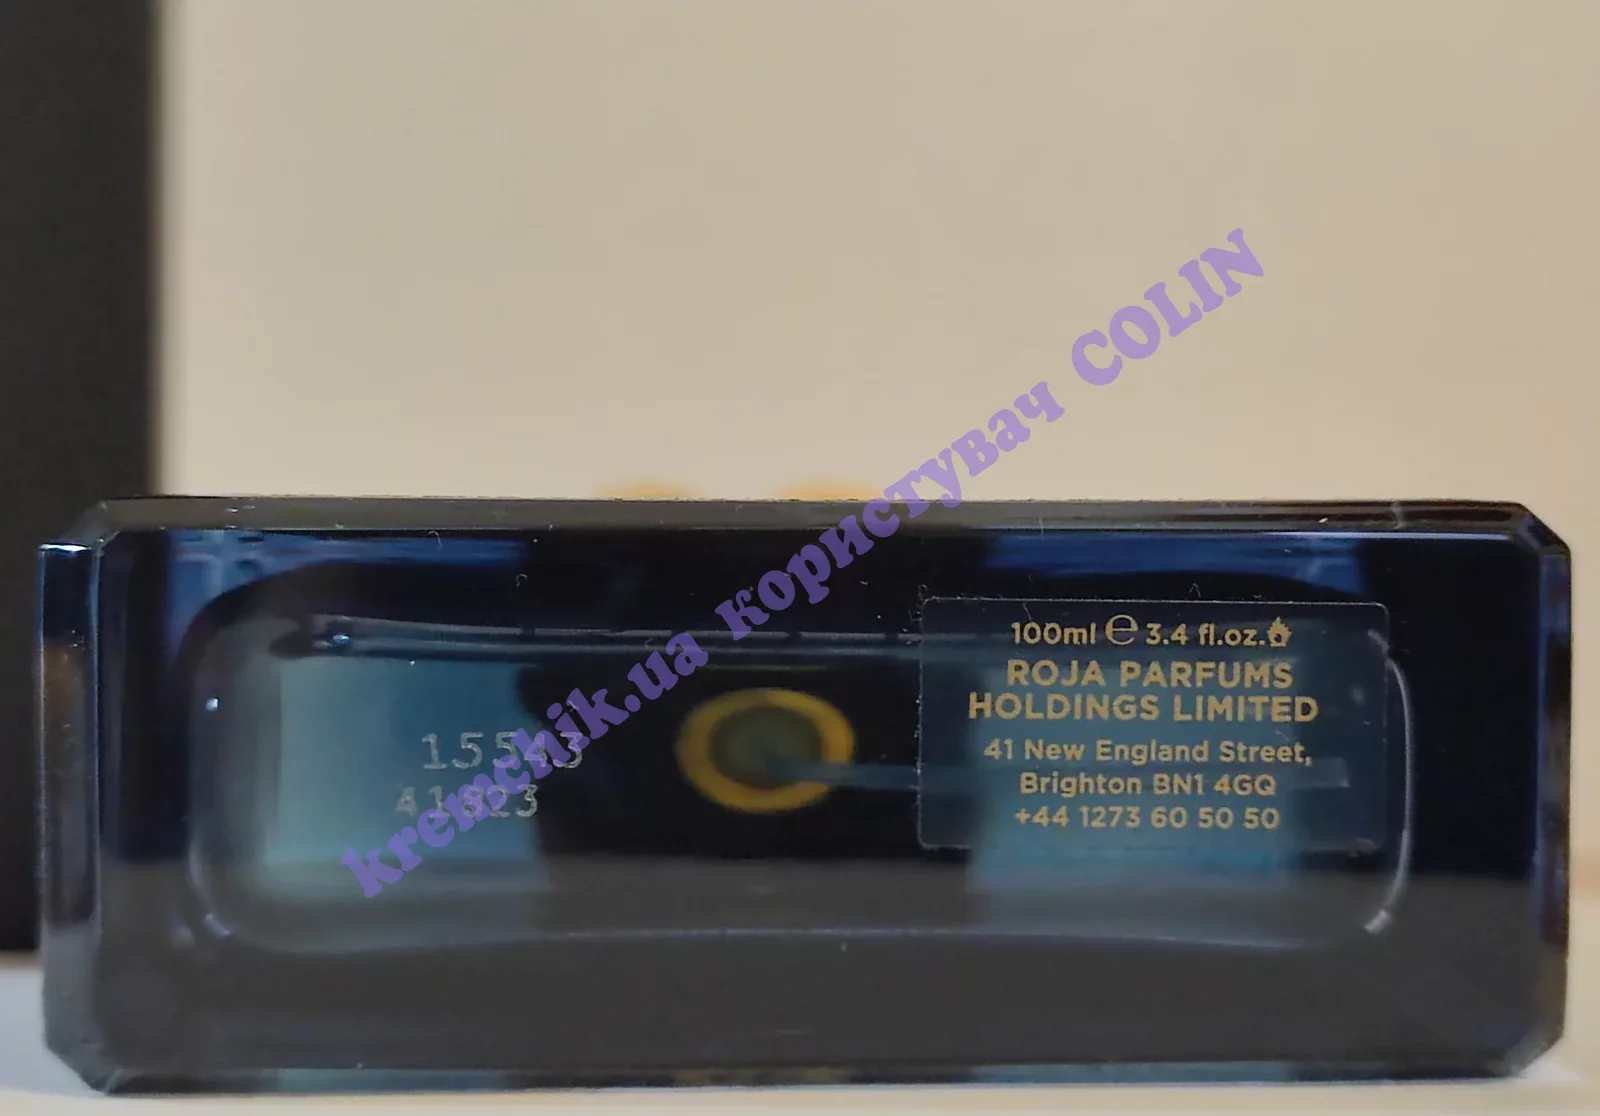 100ml ℮ 3.4 fl.oz.
ROJA PARFUMS
HOLDINGS LIMITED
41 New England Street,
Brighton BN1 4GQ
+44 1273 60 50 50
kremchik.ua користувач COLIN